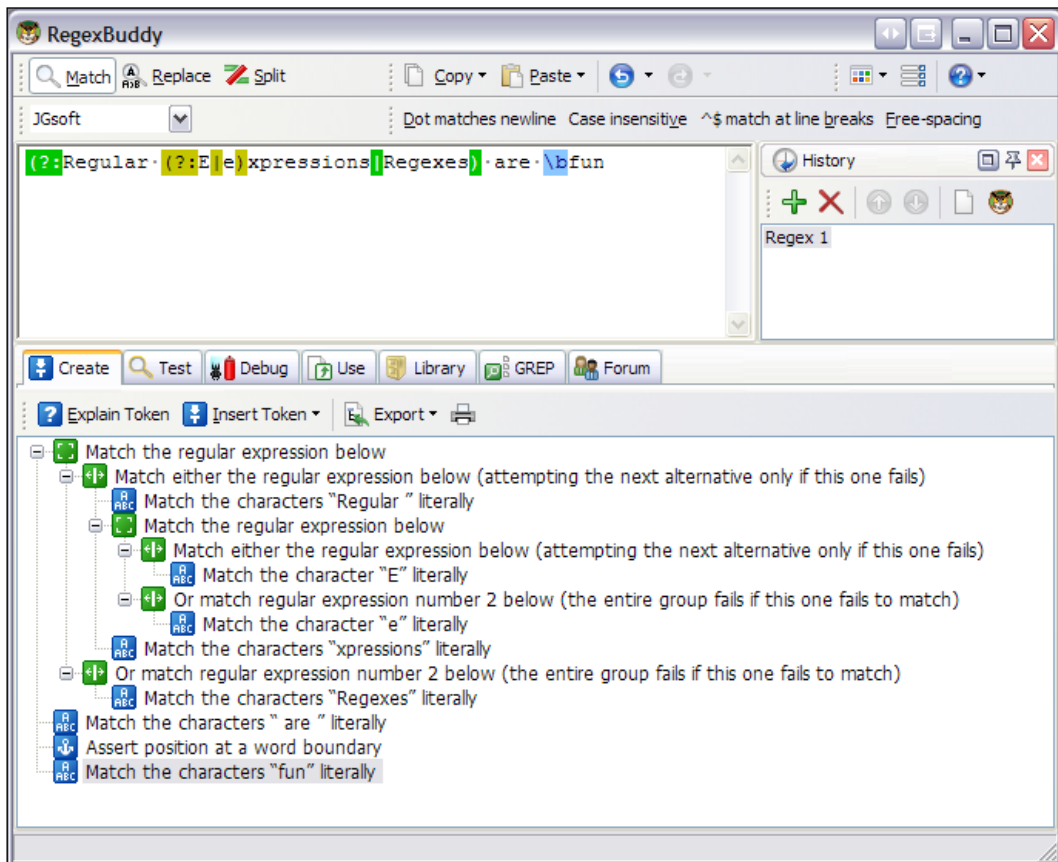 RegexBuddy
Match Replace Split Copy Paste
JGsoft Dot matches newline Case insensitive ^$ match at line breaks Free-spacing
(?:Regular·(?:E|e)xpressions|Regexes)·are·\bfun
History
Regex 1
Create Test Debug Use Library GREP Forum
Explain Token Insert Token Export
Match the regular expression below
Match either the regular expression below (attempting the next alternative only if this one fails)
Match the characters “Regular ” literally
Match the regular expression below
Match either the regular expression below (attempting the next alternative only if this one fails)
Match the character “E” literally
Or match regular expression number 2 below (the entire group fails if this one fails to match)
Match the character “e” literally
Match the characters “xpressions” literally
Or match regular expression number 2 below (the entire group fails if this one fails to match)
Match the characters “Regexes” literally
Match the characters “ are ” literally
Assert position at a word boundary
Match the characters “fun” literally